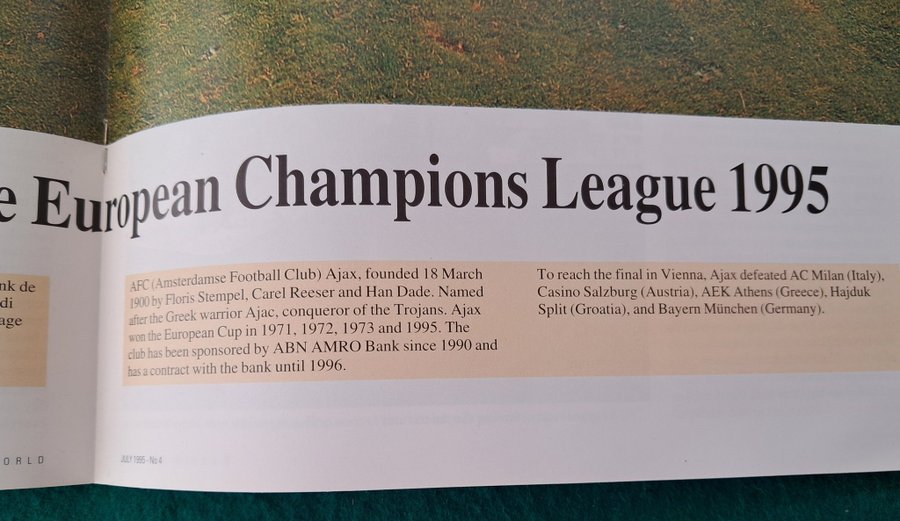 e European Champions League 1995
nk de
di
age
AFC (Amsterdamse Football Club) Ajax, founded 18 March
1900 by Floris Stempel, Carel Reeser and Han Dade. Named
after the Greek warrior Ajac, conqueror of the Trojans. Ajax
won the European Cup in 1971, 1972, 1973 and 1995. The
club has been sponsored by ABN AMRO Bank since 1990 and
has a contract with the bank until 1996.
To reach the final in Vienna, Ajax defeated AC Milan (Italy),
Casino Salzburg (Austria), AEK Athens (Greece), Hajduk
Split (Groatia), and Bayern München (Germany).
ORLD
JULY 1995 - No 4